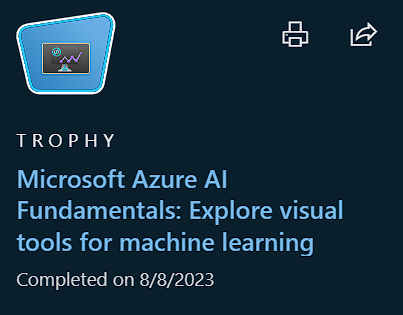 TROPHY
Microsoft Azure AI
Fundamentals: Explore visual
tools for machine learning
Completed on 8/8/2023